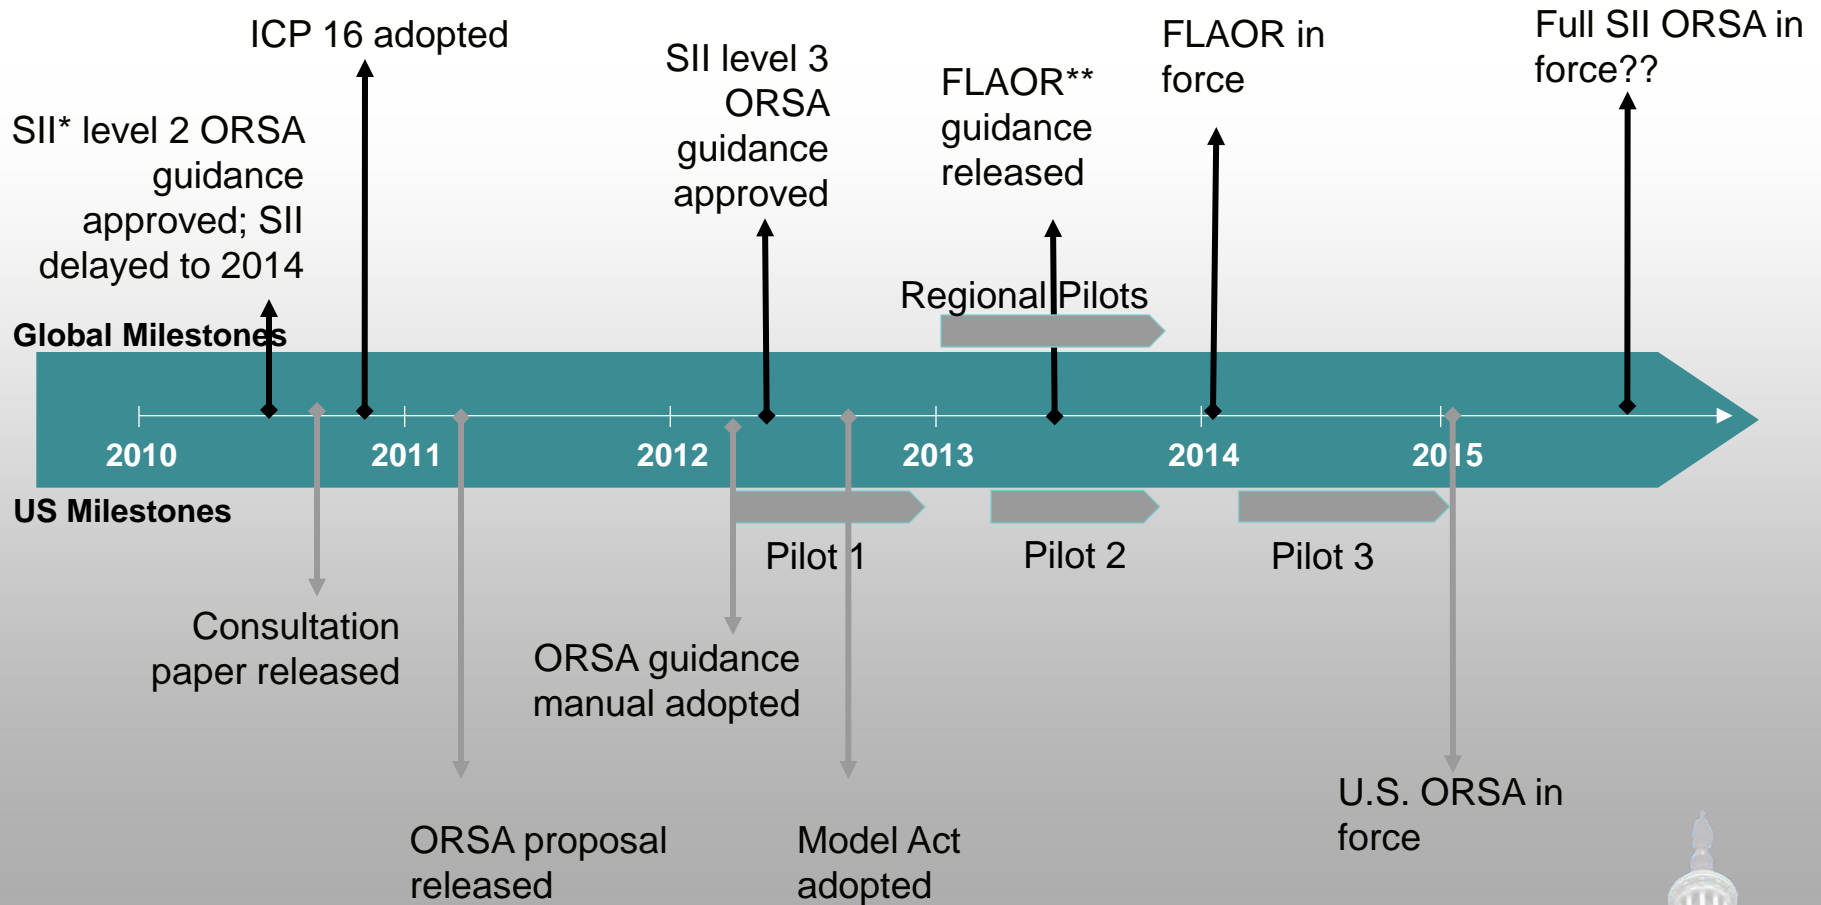 ICP 16 adopted
SII* level 2 ORSA
guidance
approved; SII
delayed to 2014
SII level 3
ORSA
guidance
approved
FLAOR**
guidance
released
FLAOR in
force
Full SII ORSA in
force??
Regional Pilots
Global Milestones
2010
2011
2012
2013
2014
2015
US Milestones
Pilot 1
Pilot 2
Pilot 3
Consultation
paper released
ORSA guidance
manual adopted
ORSA proposal
released
Model Act
adopted
U.S. ORSA in
force